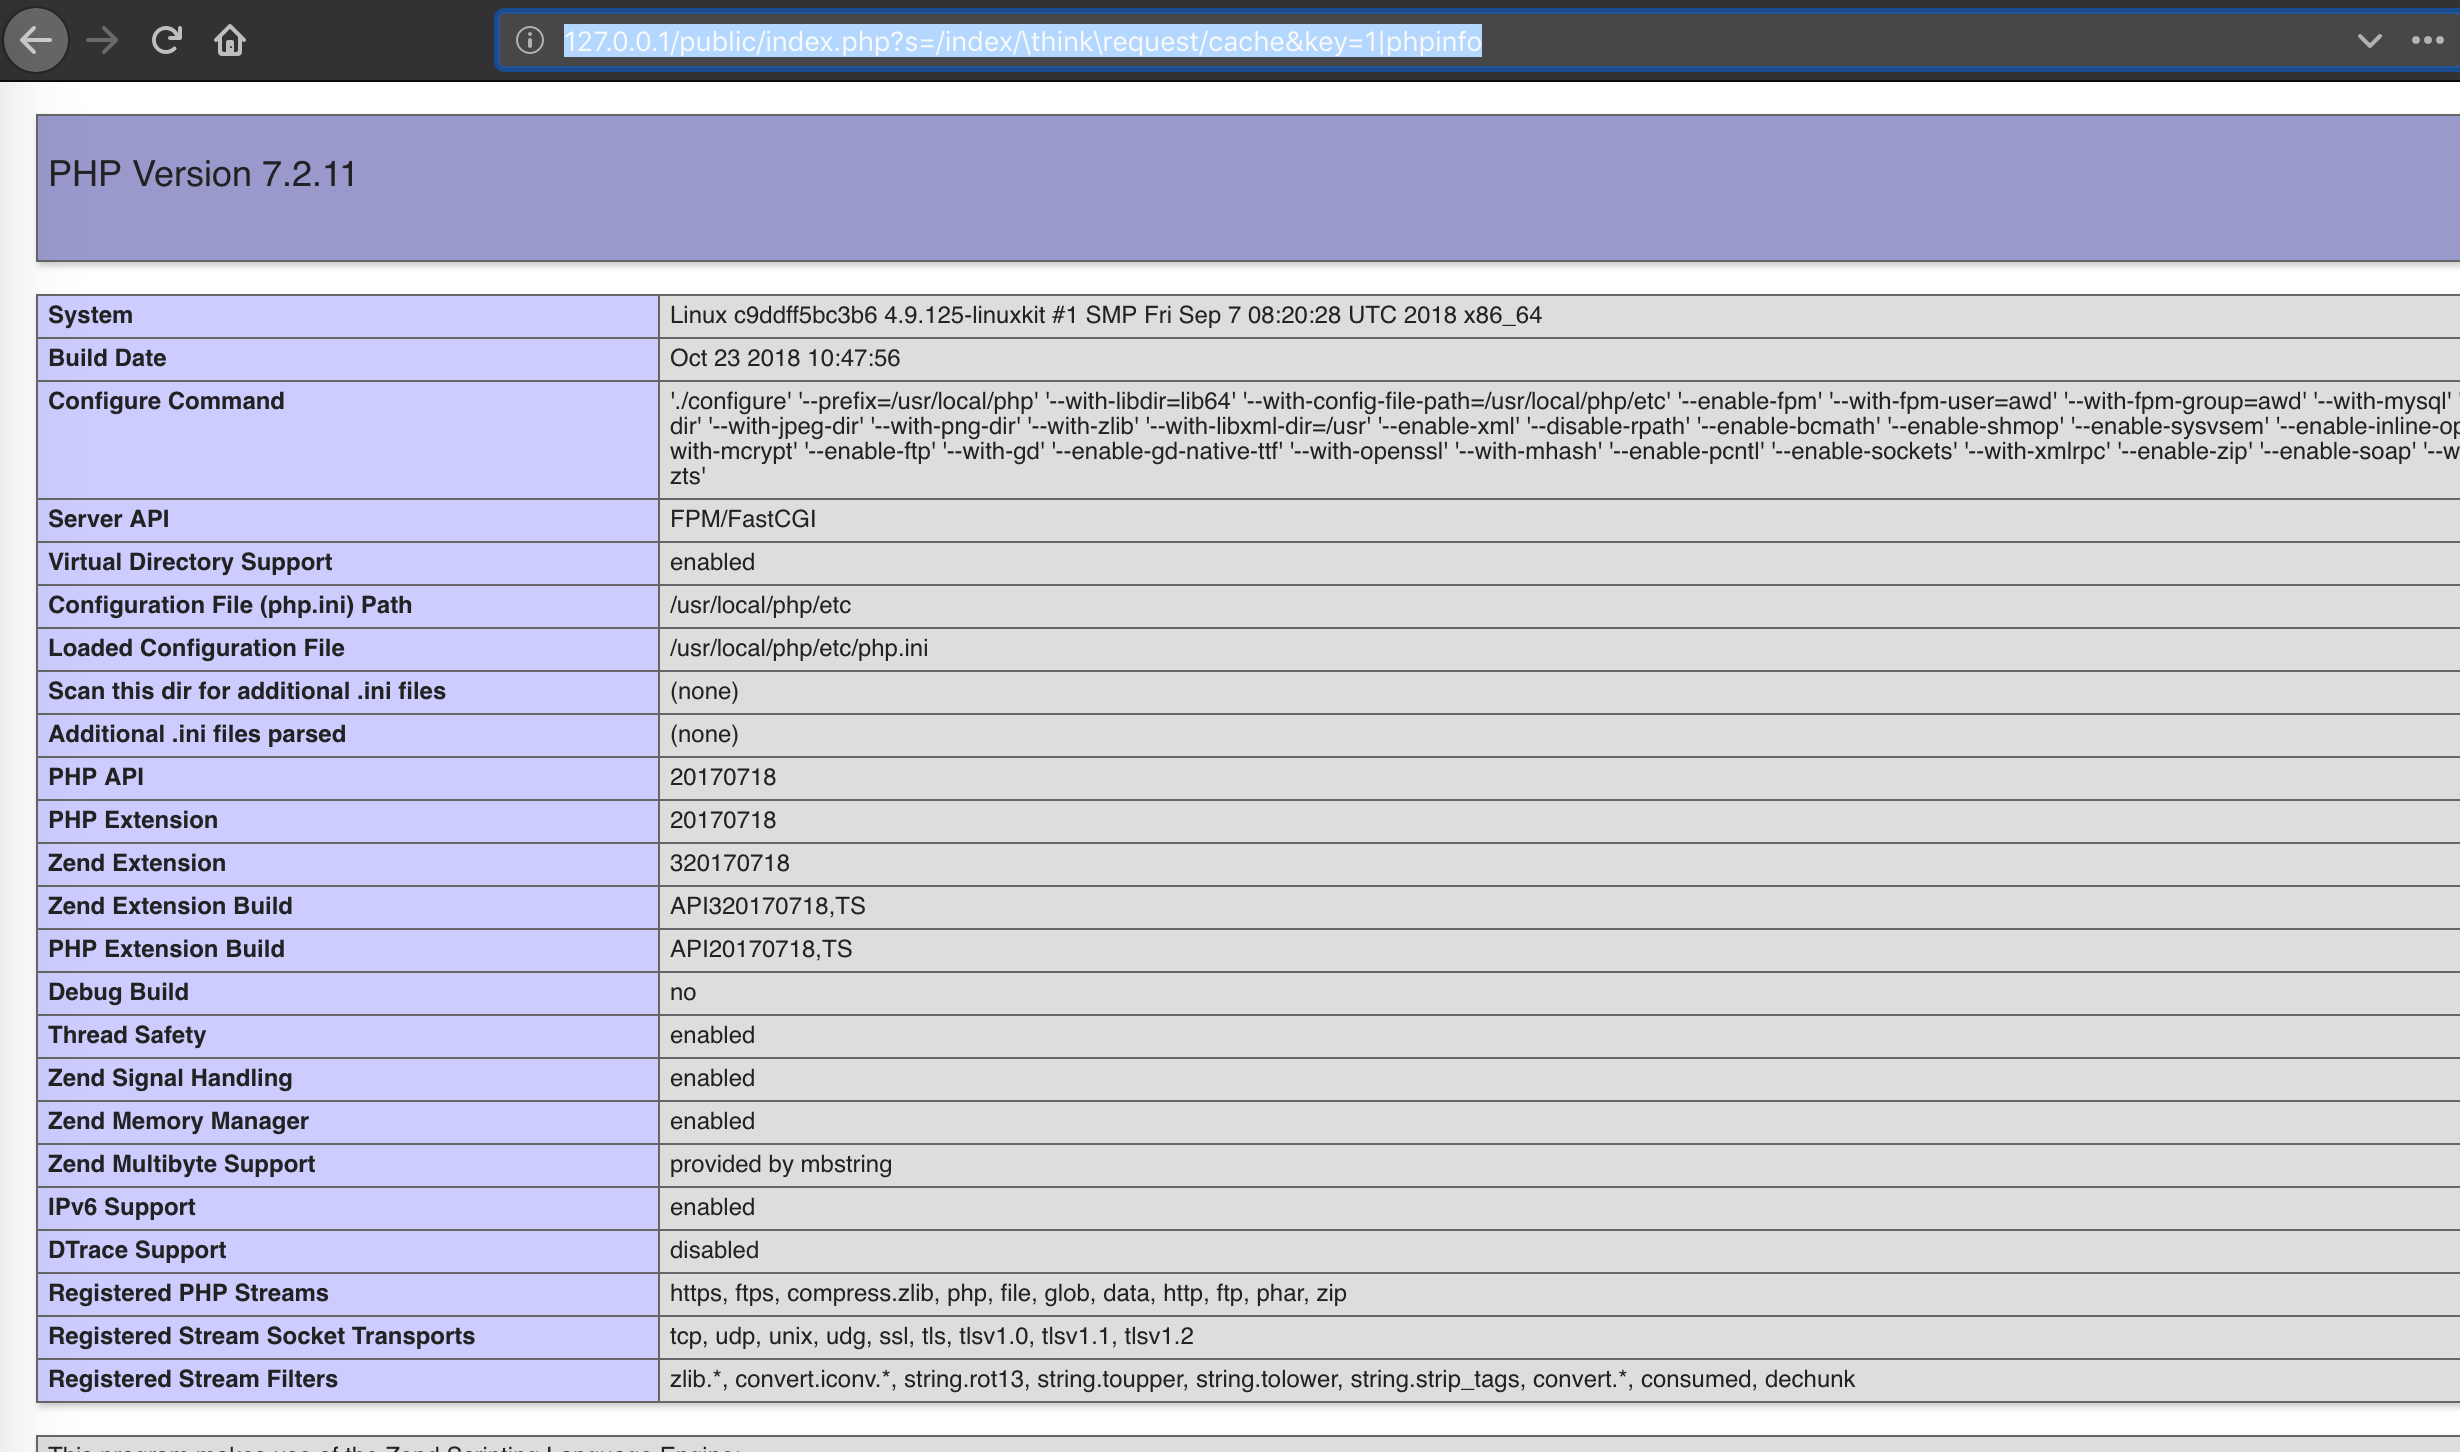 127.0.0.1/public/index.php?s=/index/\think\request/cache&key=1|phpinfo
PHP Version 7.2.11
System Linux c9ddff5bc3b6 4.9.125-linuxkit #1 SMP Fri Sep 7 08:20:28 UTC 2018 x86_64
Build Date Oct 23 2018 10:47:56
Configure Command './configure' '--prefix=/usr/local/php' '--with-libdir=lib64' '--with-config-file-path=/usr/local/php/etc' '--enable-fpm' '--with-fpm-user=awd' '--with-fpm-group=awd' '--with-mysql'
dir' '--with-jpeg-dir' '--with-png-dir' '--with-zlib' '--with-libxml-dir=/usr' '--enable-xml' '--disable-rpath' '--enable-bcmath' '--enable-shmop' '--enable-sysvsem' '--enable-inline-op
with-mcrypt' '--enable-ftp' '--with-gd' '--enable-gd-native-ttf' '--with-openssl' '--with-mhash' '--enable-pcntl' '--enable-sockets' '--with-xmlrpc' '--enable-zip' '--enable-soap' '--w
zts'
Server API FPM/FastCGI
Virtual Directory Support enabled
Configuration File (php.ini) Path /usr/local/php/etc
Loaded Configuration File /usr/local/php/etc/php.ini
Scan this dir for additional .ini files (none)
Additional .ini files parsed (none)
PHP API 20170718
PHP Extension 20170718
Zend Extension 320170718
Zend Extension Build API320170718,TS
PHP Extension Build API20170718,TS
Debug Build no
Thread Safety enabled
Zend Signal Handling enabled
Zend Memory Manager enabled
Zend Multibyte Support provided by mbstring
IPv6 Support enabled
DTrace Support disabled
Registered PHP Streams https, ftps, compress.zlib, php, file, glob, data, http, ftp, phar, zip
Registered Stream Socket Transports tcp, udp, unix, udg, ssl, tls, tlsv1.0, tlsv1.1, tlsv1.2
Registered Stream Filters zlib.*, convert.iconv.*, string.rot13, string.toupper, string.tolower, string.strip_tags, convert.*, consumed, dechunk
This program makes use of the Zend Scripting Language Engine: